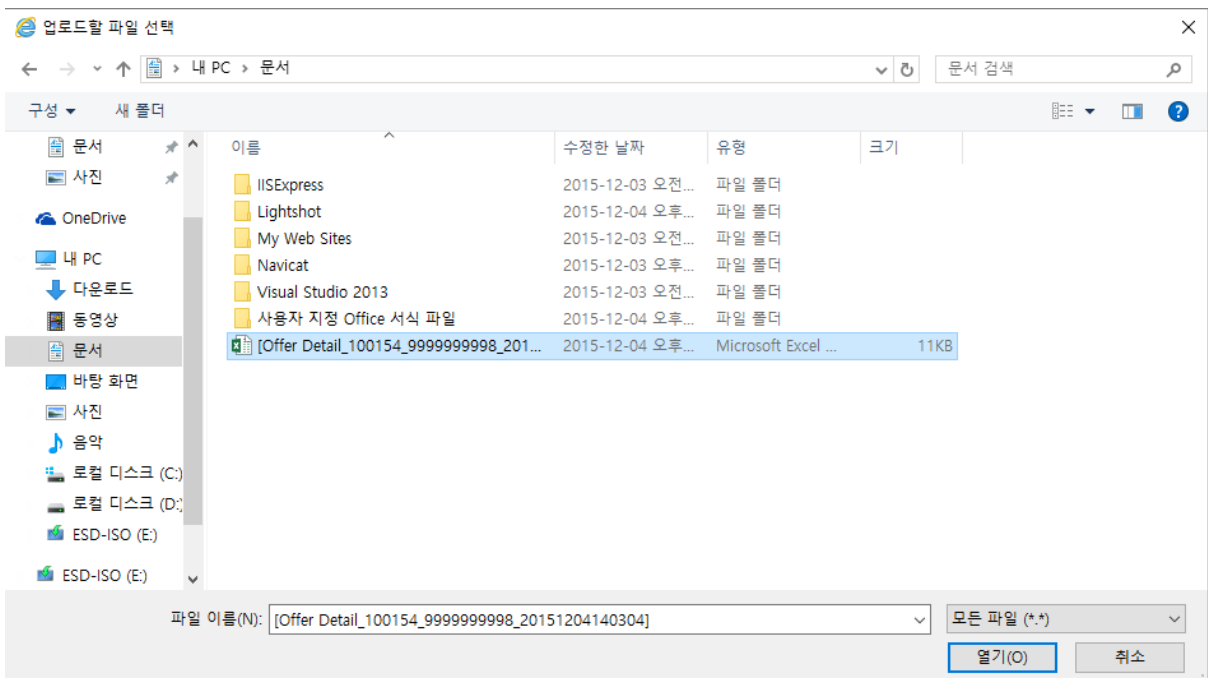 업로드할 파일 선택
내 PC > 문서
문서 검색
구성
새 폴더
문서
사진
OneDrive
내 PC
다운로드
동영상
문서
바탕 화면
사진
음악
로컬 디스크 (C:)
로컬 디스크 (D:)
ESD-ISO (E:)
ESD-ISO (E:)
이름 수정한 날짜 유형 크기
IISExpress 2015-12-03 오전... 파일 폴더
Lightshot 2015-12-04 오후... 파일 폴더
My Web Sites 2015-12-03 오전... 파일 폴더
Navicat 2015-12-03 오후... 파일 폴더
Visual Studio 2013 2015-12-03 오전... 파일 폴더
사용자 지정 Office 서식 파일 2015-12-04 오후... 파일 폴더
[Offer Detail_100154_9999999998_201... 2015-12-04 오후... Microsoft Excel ... 11KB
파일 이름(N): [Offer Detail_100154_9999999998_20151204140304] 모든 파일 (*.*)
열기(O) 취소